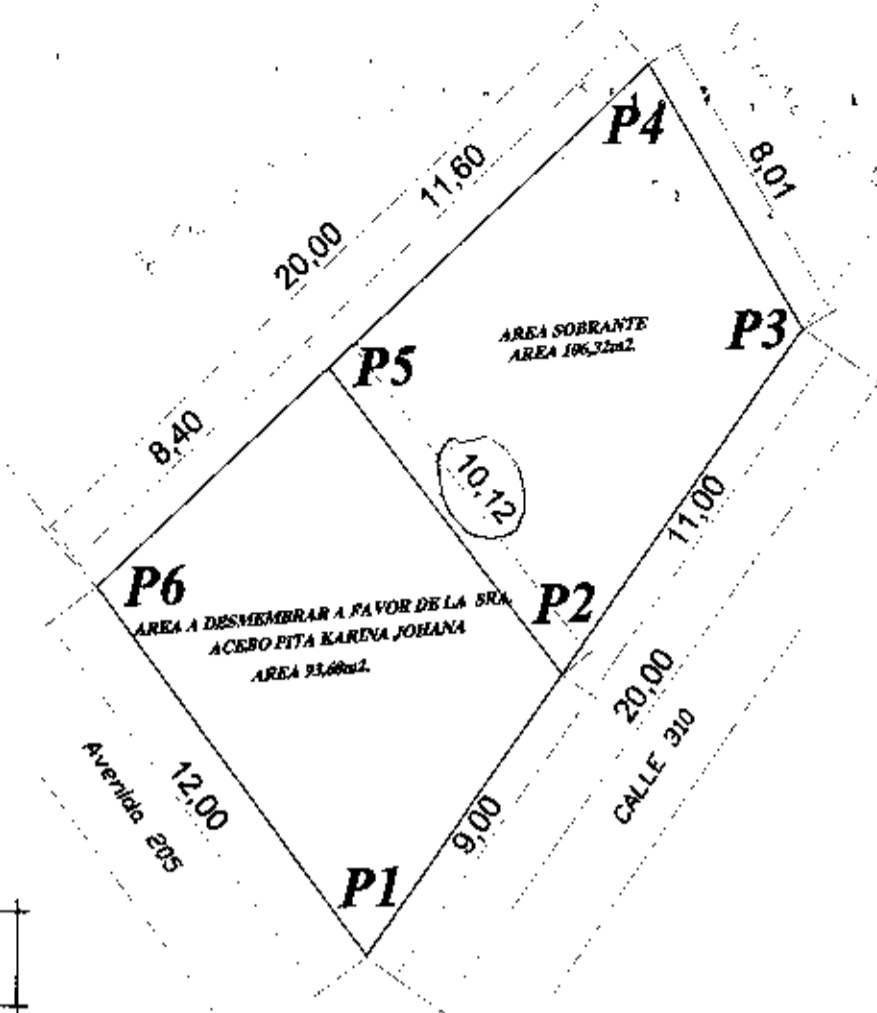 P4
8,01
11,60
20,00
AREA SOBRANTE
AREA 106,32m2.
P3
P5
8,40
10,12
11,00
P6
P2
AREA A DESMEMBRAR A FAVOR DE LA SRA.
ACEBO PITA KARINA JOHANA
AREA 93,68m2.
20,00
CALLE 310
Avenida 205
12,00
9,00
P1